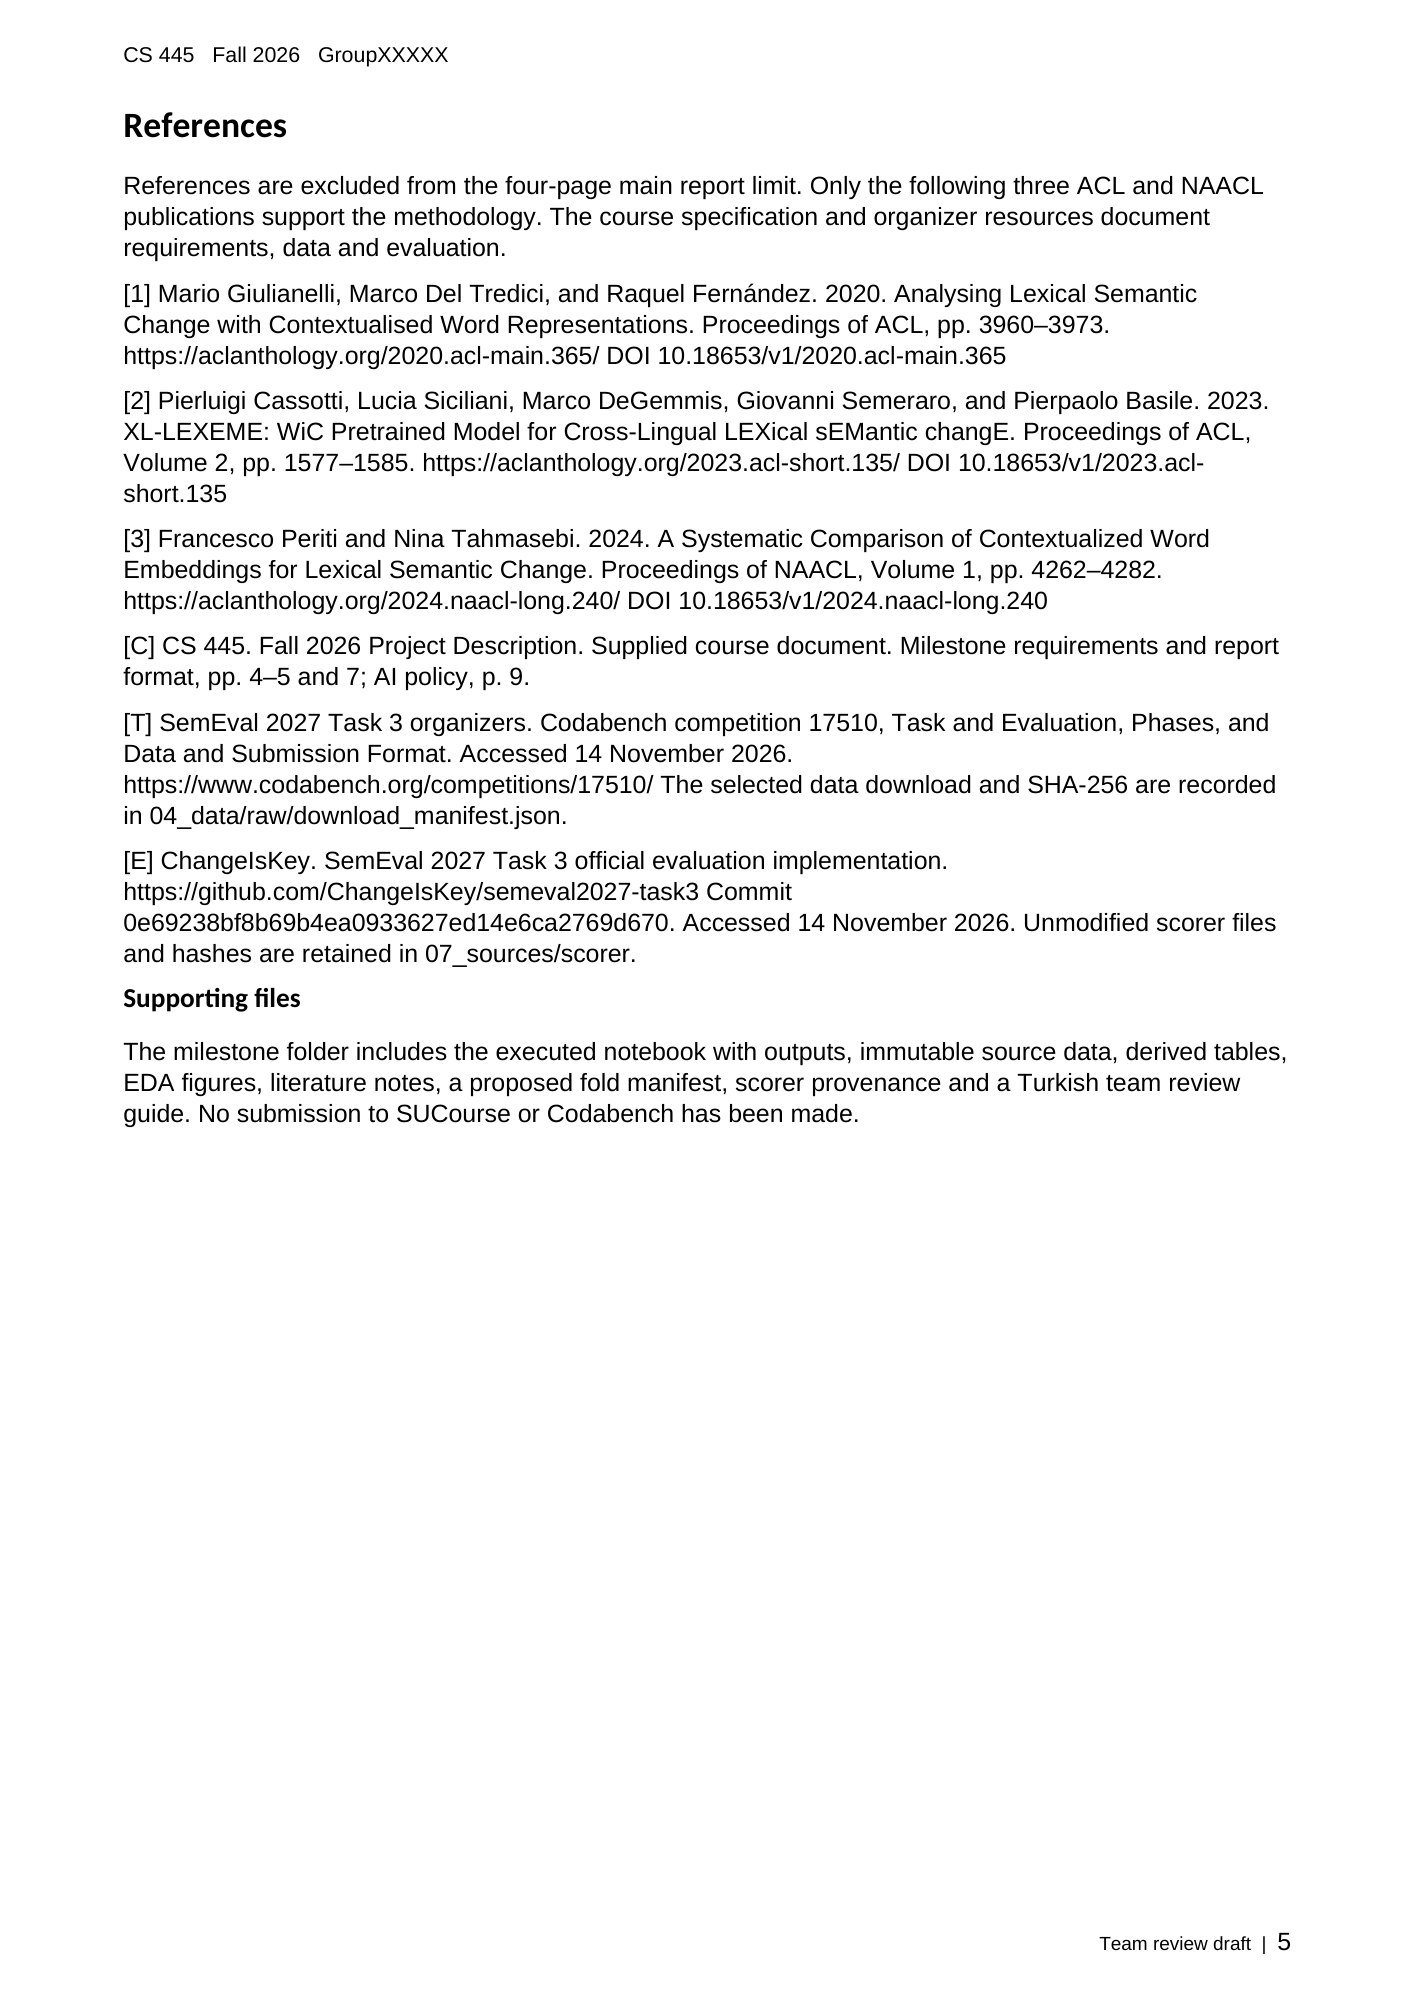 CS 445 Fall 2026 GroupXXXXX
References
References are excluded from the four-page main report limit. Only the following three ACL and NAACL
publications support the methodology. The course specification and organizer resources document
requirements, data and evaluation.
[1] Mario Giulianelli, Marco Del Tredici, and Raquel Fernández. 2020. Analysing Lexical Semantic
Change with Contextualised Word Representations. Proceedings of ACL, pp. 3960–3973.
https://aclanthology.org/2020.acl-main.365/ DOI 10.18653/v1/2020.acl-main.365
[2] Pierluigi Cassotti, Lucia Siciliani, Marco DeGemmis, Giovanni Semeraro, and Pierpaolo Basile. 2023.
XL-LEXEME: WiC Pretrained Model for Cross-Lingual LEXical sEMantic changE. Proceedings of ACL,
Volume 2, pp. 1577–1585. https://aclanthology.org/2023.acl-short.135/ DOI 10.18653/v1/2023.acl-
short.135
[3] Francesco Periti and Nina Tahmasebi. 2024. A Systematic Comparison of Contextualized Word
Embeddings for Lexical Semantic Change. Proceedings of NAACL, Volume 1, pp. 4262–4282.
https://aclanthology.org/2024.naacl-long.240/ DOI 10.18653/v1/2024.naacl-long.240
[C] CS 445. Fall 2026 Project Description. Supplied course document. Milestone requirements and report
format, pp. 4–5 and 7; AI policy, p. 9.
[T] SemEval 2027 Task 3 organizers. Codabench competition 17510, Task and Evaluation, Phases, and
Data and Submission Format. Accessed 14 November 2026.
https://www.codabench.org/competitions/17510/ The selected data download and SHA-256 are recorded
in 04_data/raw/download_manifest.json.
[E] ChangeIsKey. SemEval 2027 Task 3 official evaluation implementation.
https://github.com/ChangeIsKey/semeval2027-task3 Commit
0e69238bf8b69b4ea0933627ed14e6ca2769d670. Accessed 14 November 2026. Unmodified scorer files
and hashes are retained in 07_sources/scorer.
Supporting files
The milestone folder includes the executed notebook with outputs, immutable source data, derived tables,
EDA figures, literature notes, a proposed fold manifest, scorer provenance and a Turkish team review
guide. No submission to SUCourse or Codabench has been made.
Team review draft | 5